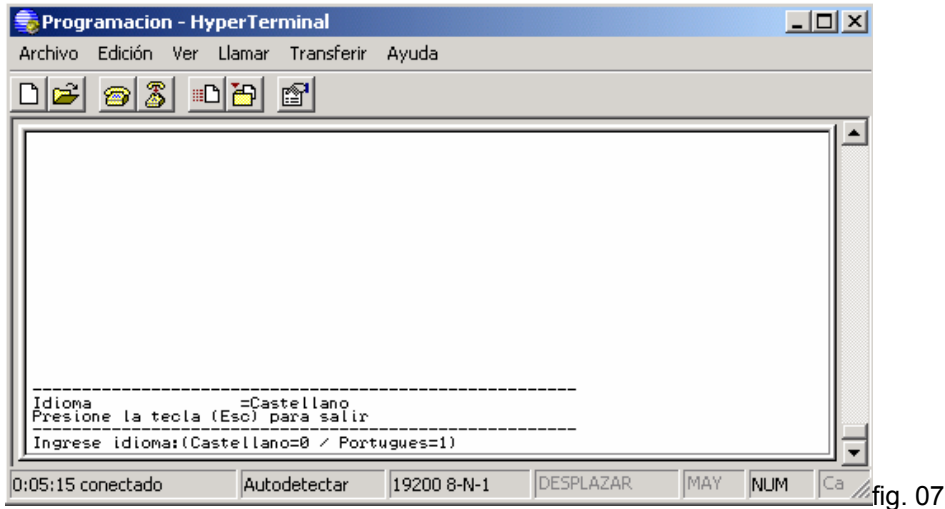 Programacion - HyperTerminal
Archivo Edición Ver Llamar Transferir Ayuda
------------------------------------------------------
Idioma =Castellano
Presione la tecla (Esc) para salir
------------------------------------------------------
Ingrese idioma:(Castellano=0 / Portugues=1)
0:05:15 conectado Autodetectar 19200 8-N-1 DESPLAZAR MAY NUM Ca
fig. 07